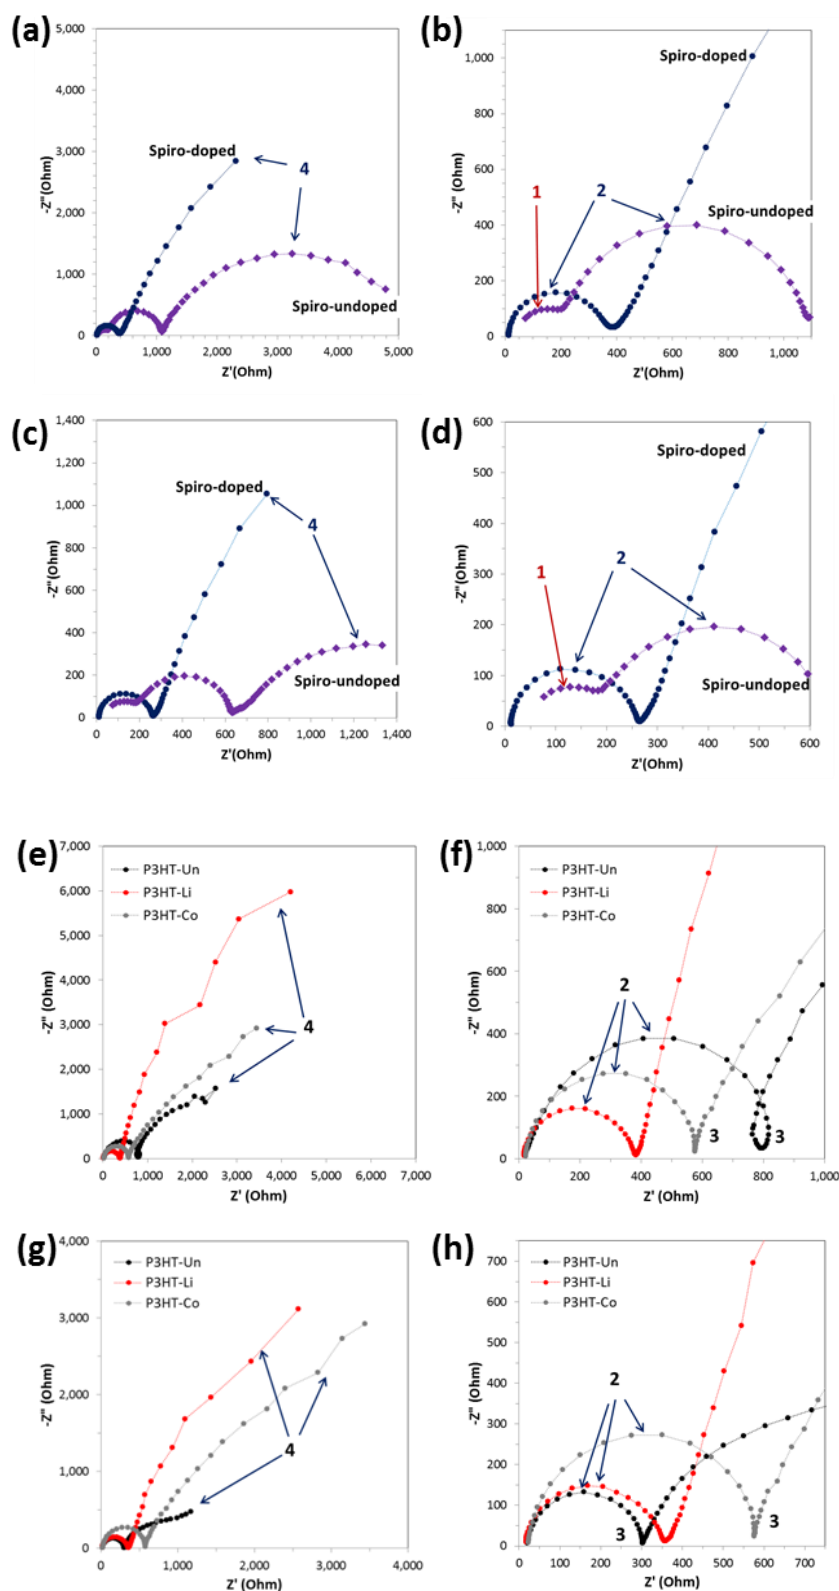 (a)
5,000
4,000
3,000
2,000
1,000
0
-Z"(Ohm)
Spiro-doped
4
Spiro-undoped
0 1,000 2,000 3,000 4,000 5,000
Z'(Ohm)
(b)
1,000
800
600
400
200
0
-Z"(Ohm)
Spiro-doped
1
2
Spiro-undoped
0 200 400 600 800 1,000
Z'(Ohm)
(c)
1,400
1,200
1,000
800
600
400
200
0
-Z"(Ohm)
Spiro-doped
4
Spiro-undoped
0 200 400 600 800 1,000 1,200 1,400
Z'(Ohm)
(d)
600
500
400
300
200
100
0
-Z"(Ohm)
Spiro-doped
1
2
Spiro-undoped
0 100 200 300 400 500 600
Z'(Ohm)
(e)
7,000
6,000
5,000
4,000
3,000
2,000
1,000
0
-Z" (Ohm)
P3HT-Un
P3HT-Li
P3HT-Co
4
0 1,000 2,000 3,000 4,000 5,000 6,000 7,000
Z' (Ohm)
(f)
1,000
800
600
400
200
0
-Z" (Ohm)
P3HT-Un
P3HT-Li
P3HT-Co
2
3
3
0 200 400 600 800 1,000
Z' (Ohm)
(g)
4,000
3,000
2,000
1,000
0
-Z" (Ohm)
P3HT-Un
P3HT-Li
P3HT-Co
4
0 1,000 2,000 3,000 4,000
Z' (Ohm)
(h)
700
600
500
400
300
200
100
0
-Z" (Ohm)
P3HT-Un
P3HT-Li
P3HT-Co
2
3
3
0 100 200 300 400 500 600 700
Z' (Ohm)